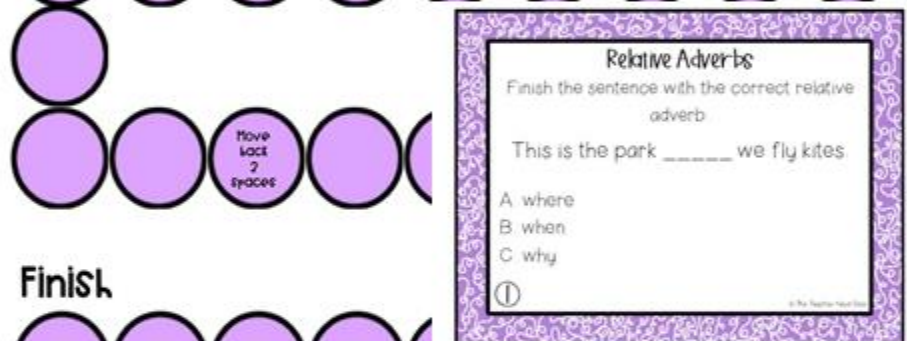 Move
back
2
spaces
Finish
Relative Adverbs
Finish the sentence with the correct relative
adverb
This is the park _____ we fly kites
A where
B when
C why
1